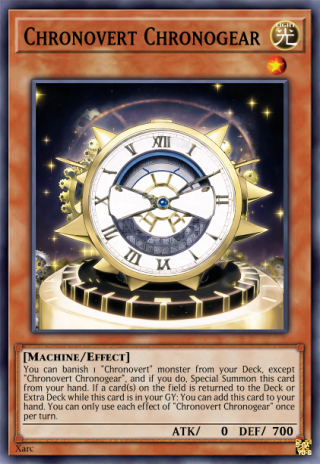 CHRONOVERT CHRONOGEAR
LIGHT
光
XII
[MACHINE/EFFECT]
You can banish 1 "Chronovert" monster from your Deck, except
"Chronovert Chronogear", and if you do, Special Summon this card
from your hand. If a card(s) on the field is returned to the Deck or
Extra Deck while this card is in your GY: You can add this card to your
hand. You can only use each effect of "Chronovert Chronogear" once
per turn.
ATK/ 0 DEF/ 700
Xarc